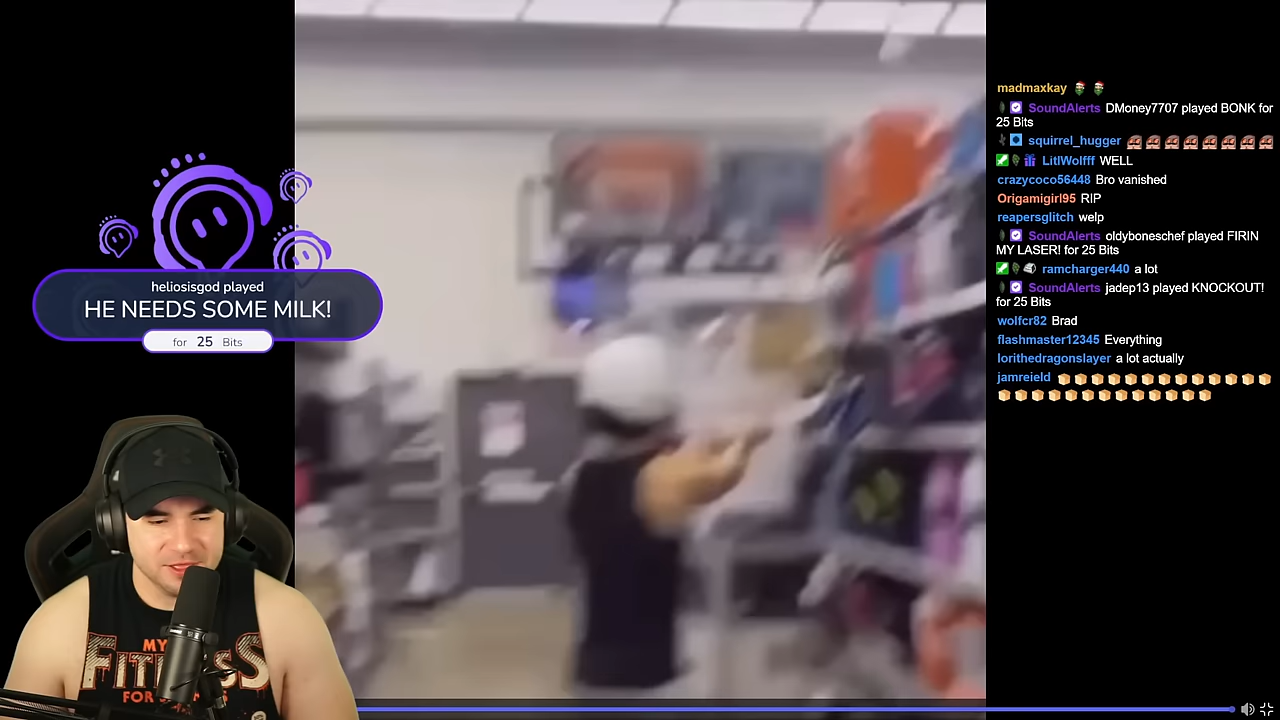 heliosisgod played
HE NEEDS SOME MILK!
for 25 Bits
madmaxkay
SoundAlerts DMoney7707 played BONK for
25 Bits
squirrel_hugger
LitlWolfff WELL
crazycoco56448 Bro vanished
Origamigirl95 RIP
reapersglitch welp
SoundAlerts oldyboneschef played FIRIN
MY LASER! for 25 Bits
ramcharger440 a lot
SoundAlerts jadep13 played KNOCKOUT!
for 25 Bits
wolfcr82 Brad
flashmaster12345 Everything
lorithedragonslayer a lot actually
jamreield
MY